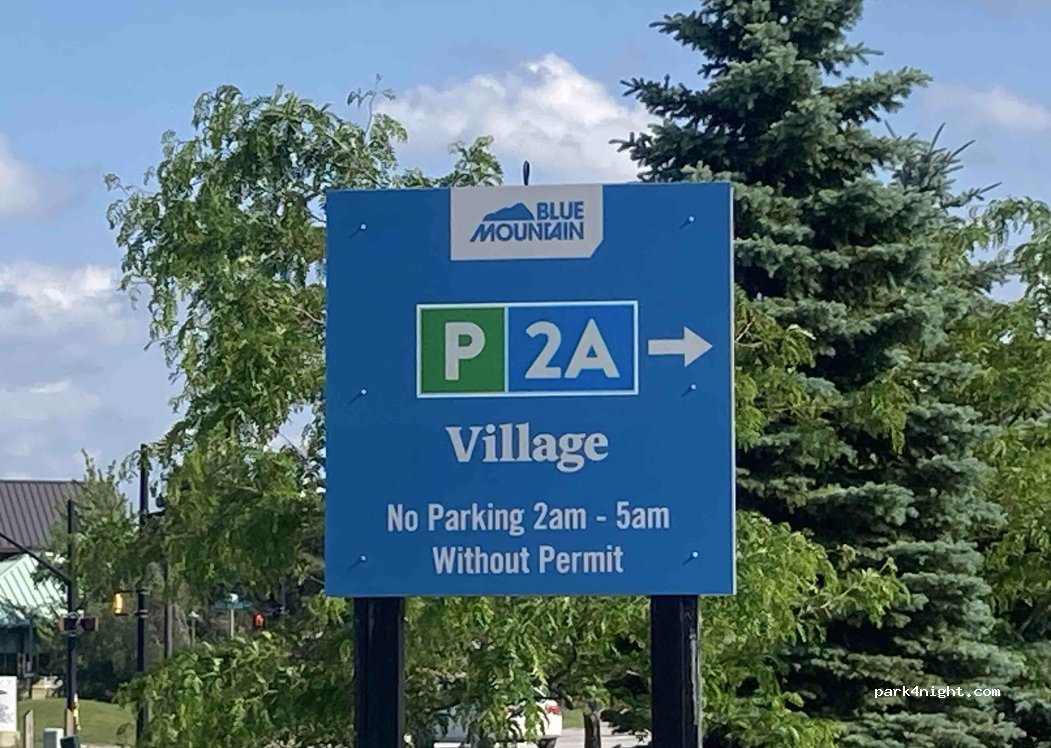 BLUE
MOUNTAIN
P 2A
Village
No Parking 2am - 5am
Without Permit
park4night.com